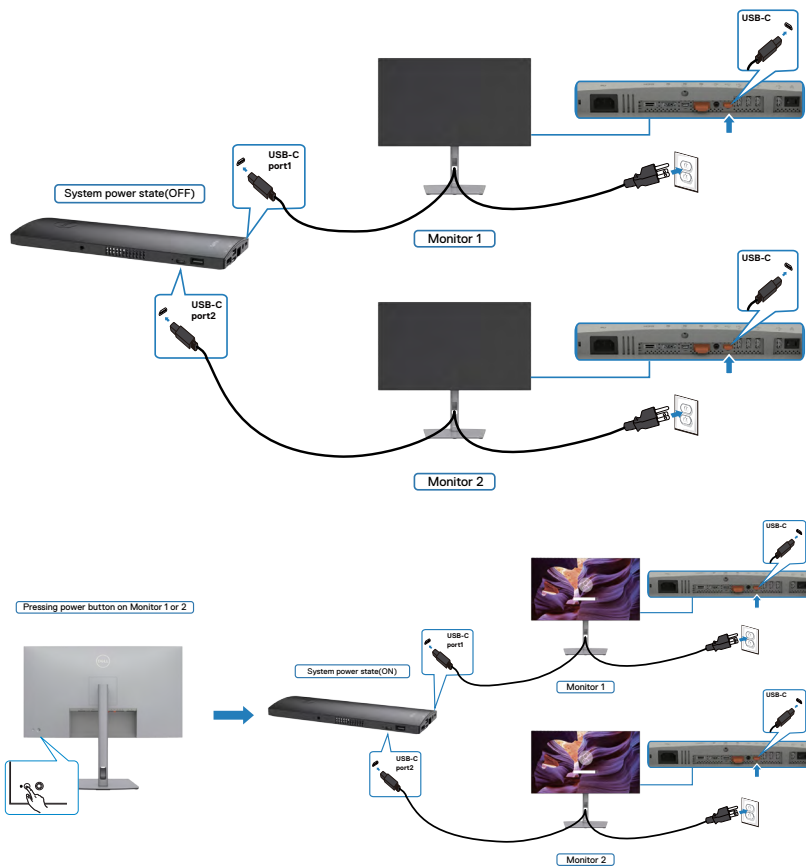 USB-C
USB-C
port1
System power state(OFF)
Monitor 1
USB-C
USB-C
port2
Monitor 2
USB-C
USB-C
port1
Pressing power button on Monitor 1 or 2
System power state(ON)
Monitor 1
USB-C
USB-C
port2
Monitor 2